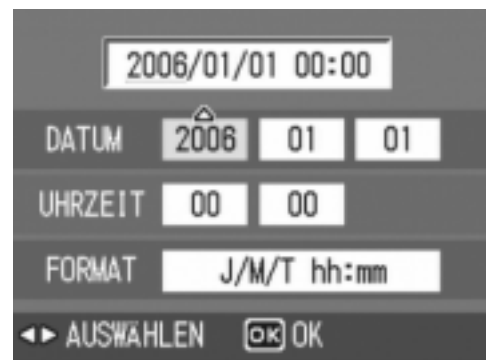 2006/01/01 00:00
DATUM 2006 01 01
UHRZEIT 00 00
FORMAT J/M/T hh:mm
AUSWÄHLEN OK OK